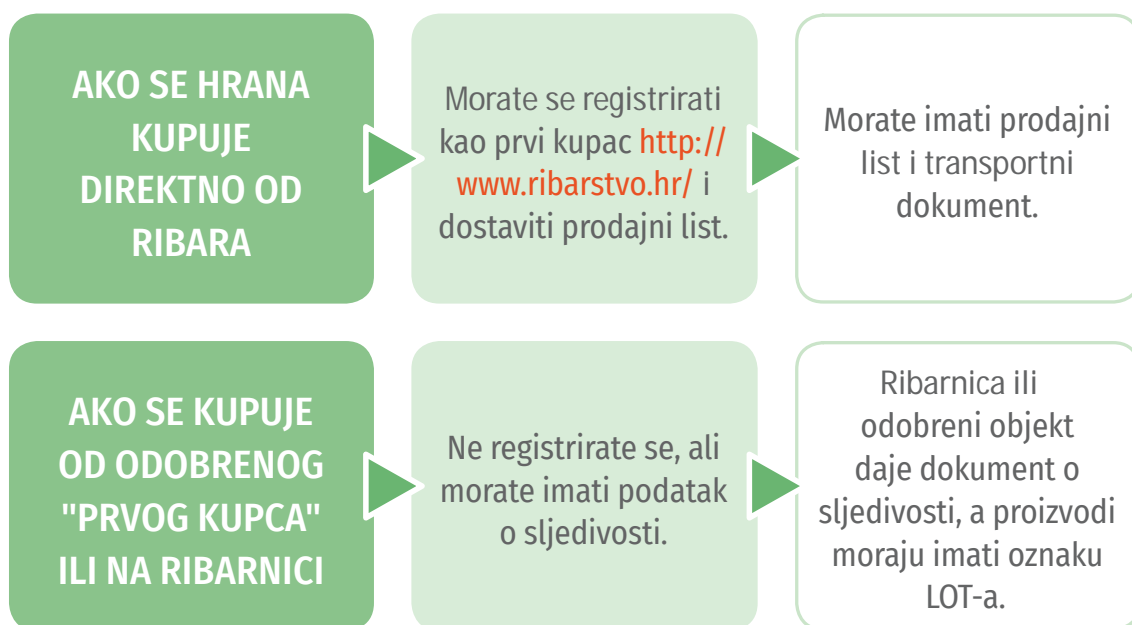 AKO SE HRANA
KUPUJE
DIREKTNO OD
RIBARA
Morate se registrirati
kao prvi kupac http://
www.ribarstvo.hr/ i
dostaviti prodajni list.
Morate imati prodajni
list i transportni
dokument.
AKO SE KUPUJE
OD ODOBRENOG
"PRVOG KUPCA"
ILI NA RIBARNICI
Ne registrirate se, ali
morate imati podatak
o sljedivosti.
Ribarnica ili
odobreni objekt
daje dokument o
sljedivosti, a proizvodi
moraju imati oznaku
LOT-a.